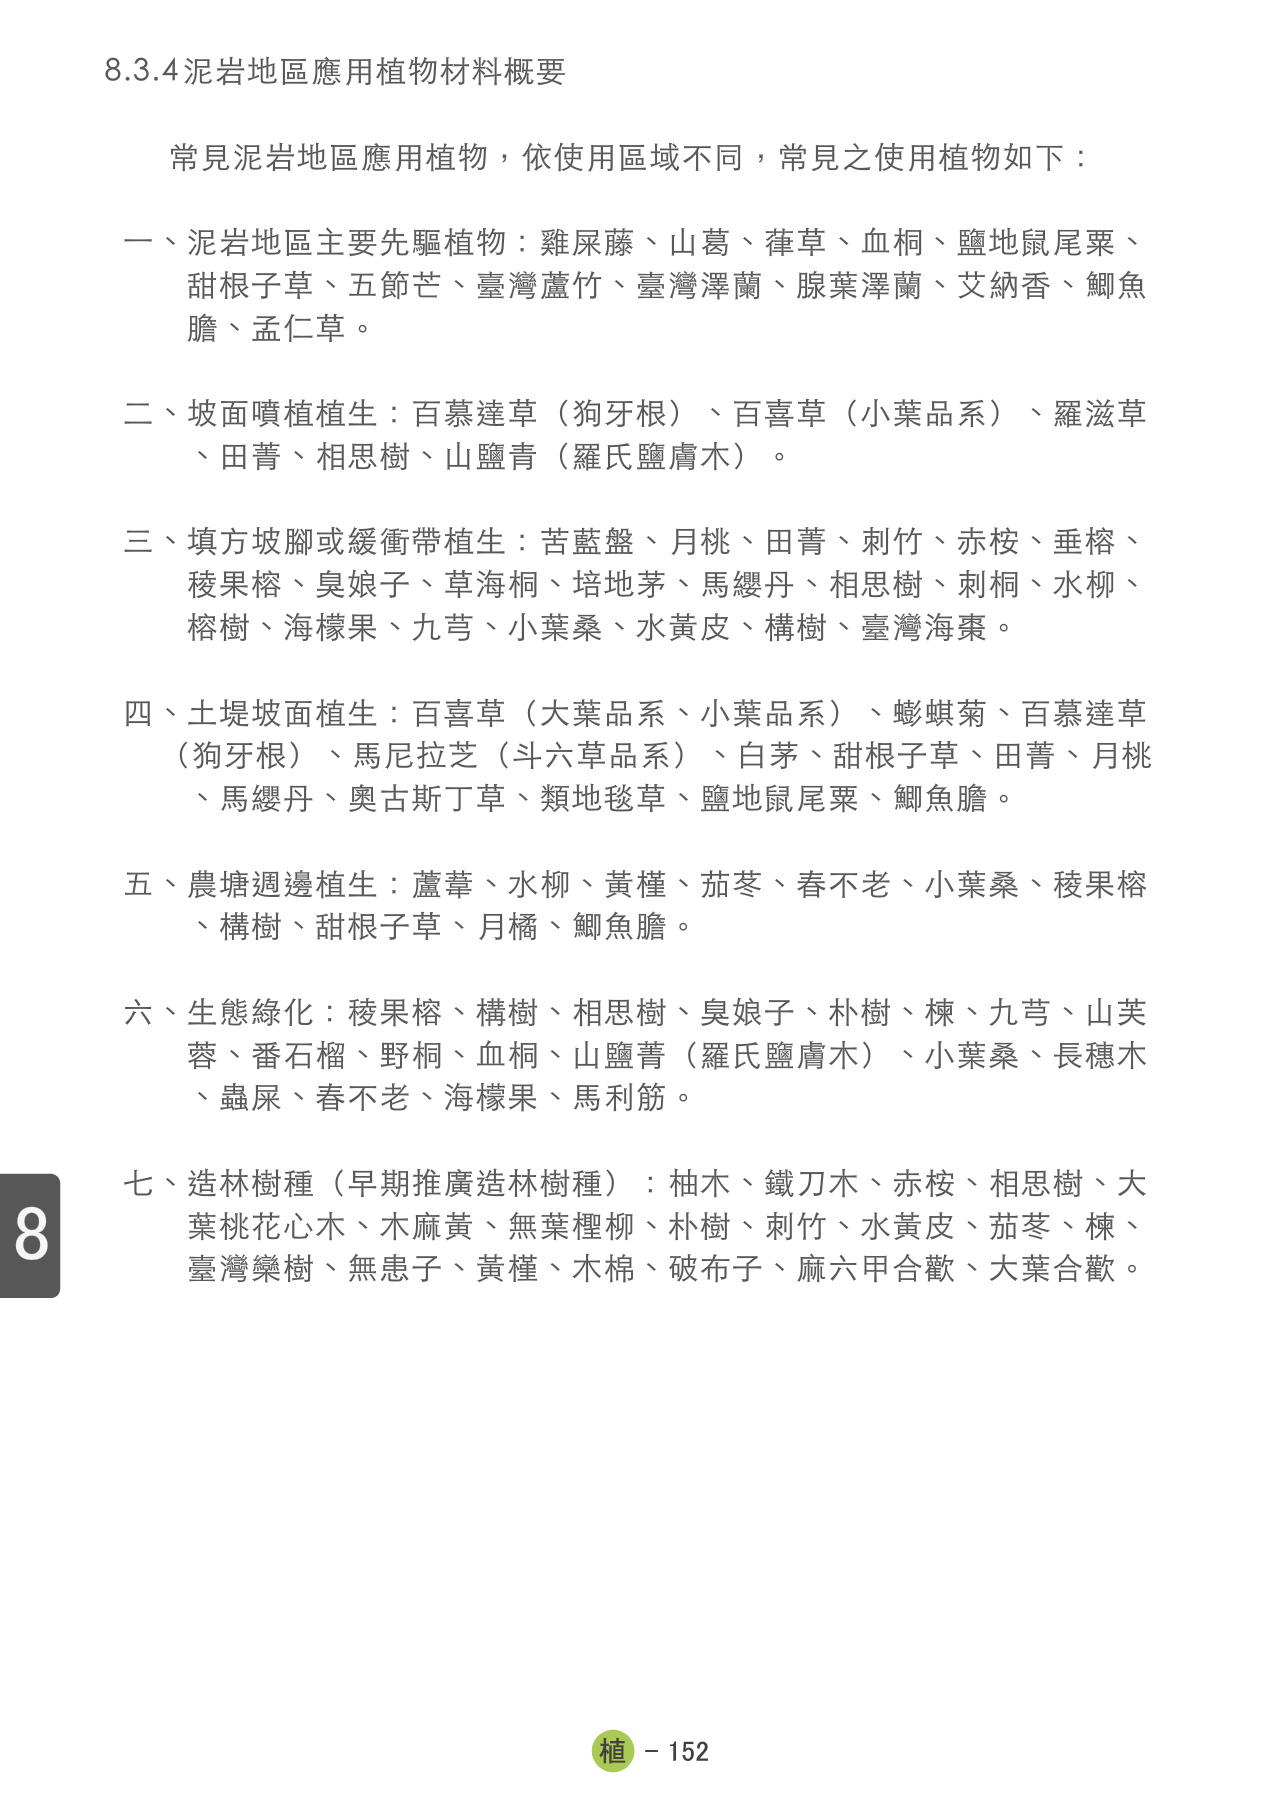 8.3.4泥岩地區應用植物材料概要
常見泥岩地區應用植物，依使用區域不同，常見之使用植物如下：
一、泥岩地區主要先驅植物：雞屎藤、山葛、葎草、血桐、鹽地鼠尾粟、
甜根子草、五節芒、臺灣蘆竹、臺灣澤蘭、腺葉澤蘭、艾納香、鯽魚
膽、孟仁草。
二、坡面噴植植生：百慕達草（狗牙根）、百喜草（小葉品系）、羅滋草
、田菁、相思樹、山鹽青（羅氏鹽膚木）。
三、填方坡腳或緩衝帶植生：苦藍盤、月桃、田菁、刺竹、赤桉、垂榕、
稜果榕、臭娘子、草海桐、培地茅、馬纓丹、相思樹、刺桐、水柳、
榕樹、海檬果、九芎、小葉桑、水黃皮、構樹、臺灣海棗。
四、土堤坡面植生：百喜草（大葉品系、小葉品系）、蟛蜞菊、百慕達草
（狗牙根）、馬尼拉芝（斗六草品系）、白茅、甜根子草、田菁、月桃
、馬纓丹、奧古斯丁草、類地毯草、鹽地鼠尾粟、鯽魚膽。
五、農塘週邊植生：蘆葦、水柳、黃槿、茄苳、春不老、小葉桑、稜果榕
、構樹、甜根子草、月橘、鯽魚膽。
六、生態綠化：稜果榕、構樹、相思樹、臭娘子、朴樹、楝、九芎、山芙
蓉、番石榴、野桐、血桐、山鹽菁（羅氏鹽膚木）、小葉桑、長穗木
、蟲屎、春不老、海檬果、馬利筋。
七、造林樹種（早期推廣造林樹種）：柚木、鐵刀木、赤桉、相思樹、大
葉桃花心木、木麻黃、無葉檉柳、朴樹、刺竹、水黃皮、茄苳、楝、
臺灣欒樹、無患子、黃槿、木棉、破布子、麻六甲合歡、大葉合歡。
8
植 － 152